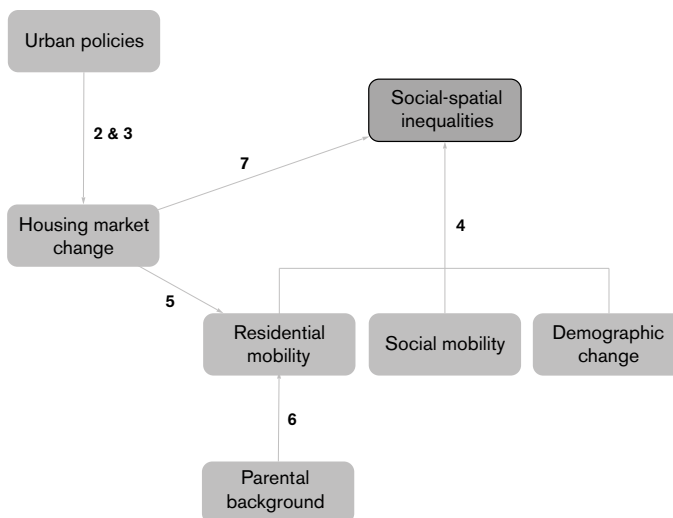 Urban policies
Social-spatial
inequalities
2 & 3
7
Housing market
change
4
5
Residential
mobility
Social mobility
Demographic
change
6
Parental
background